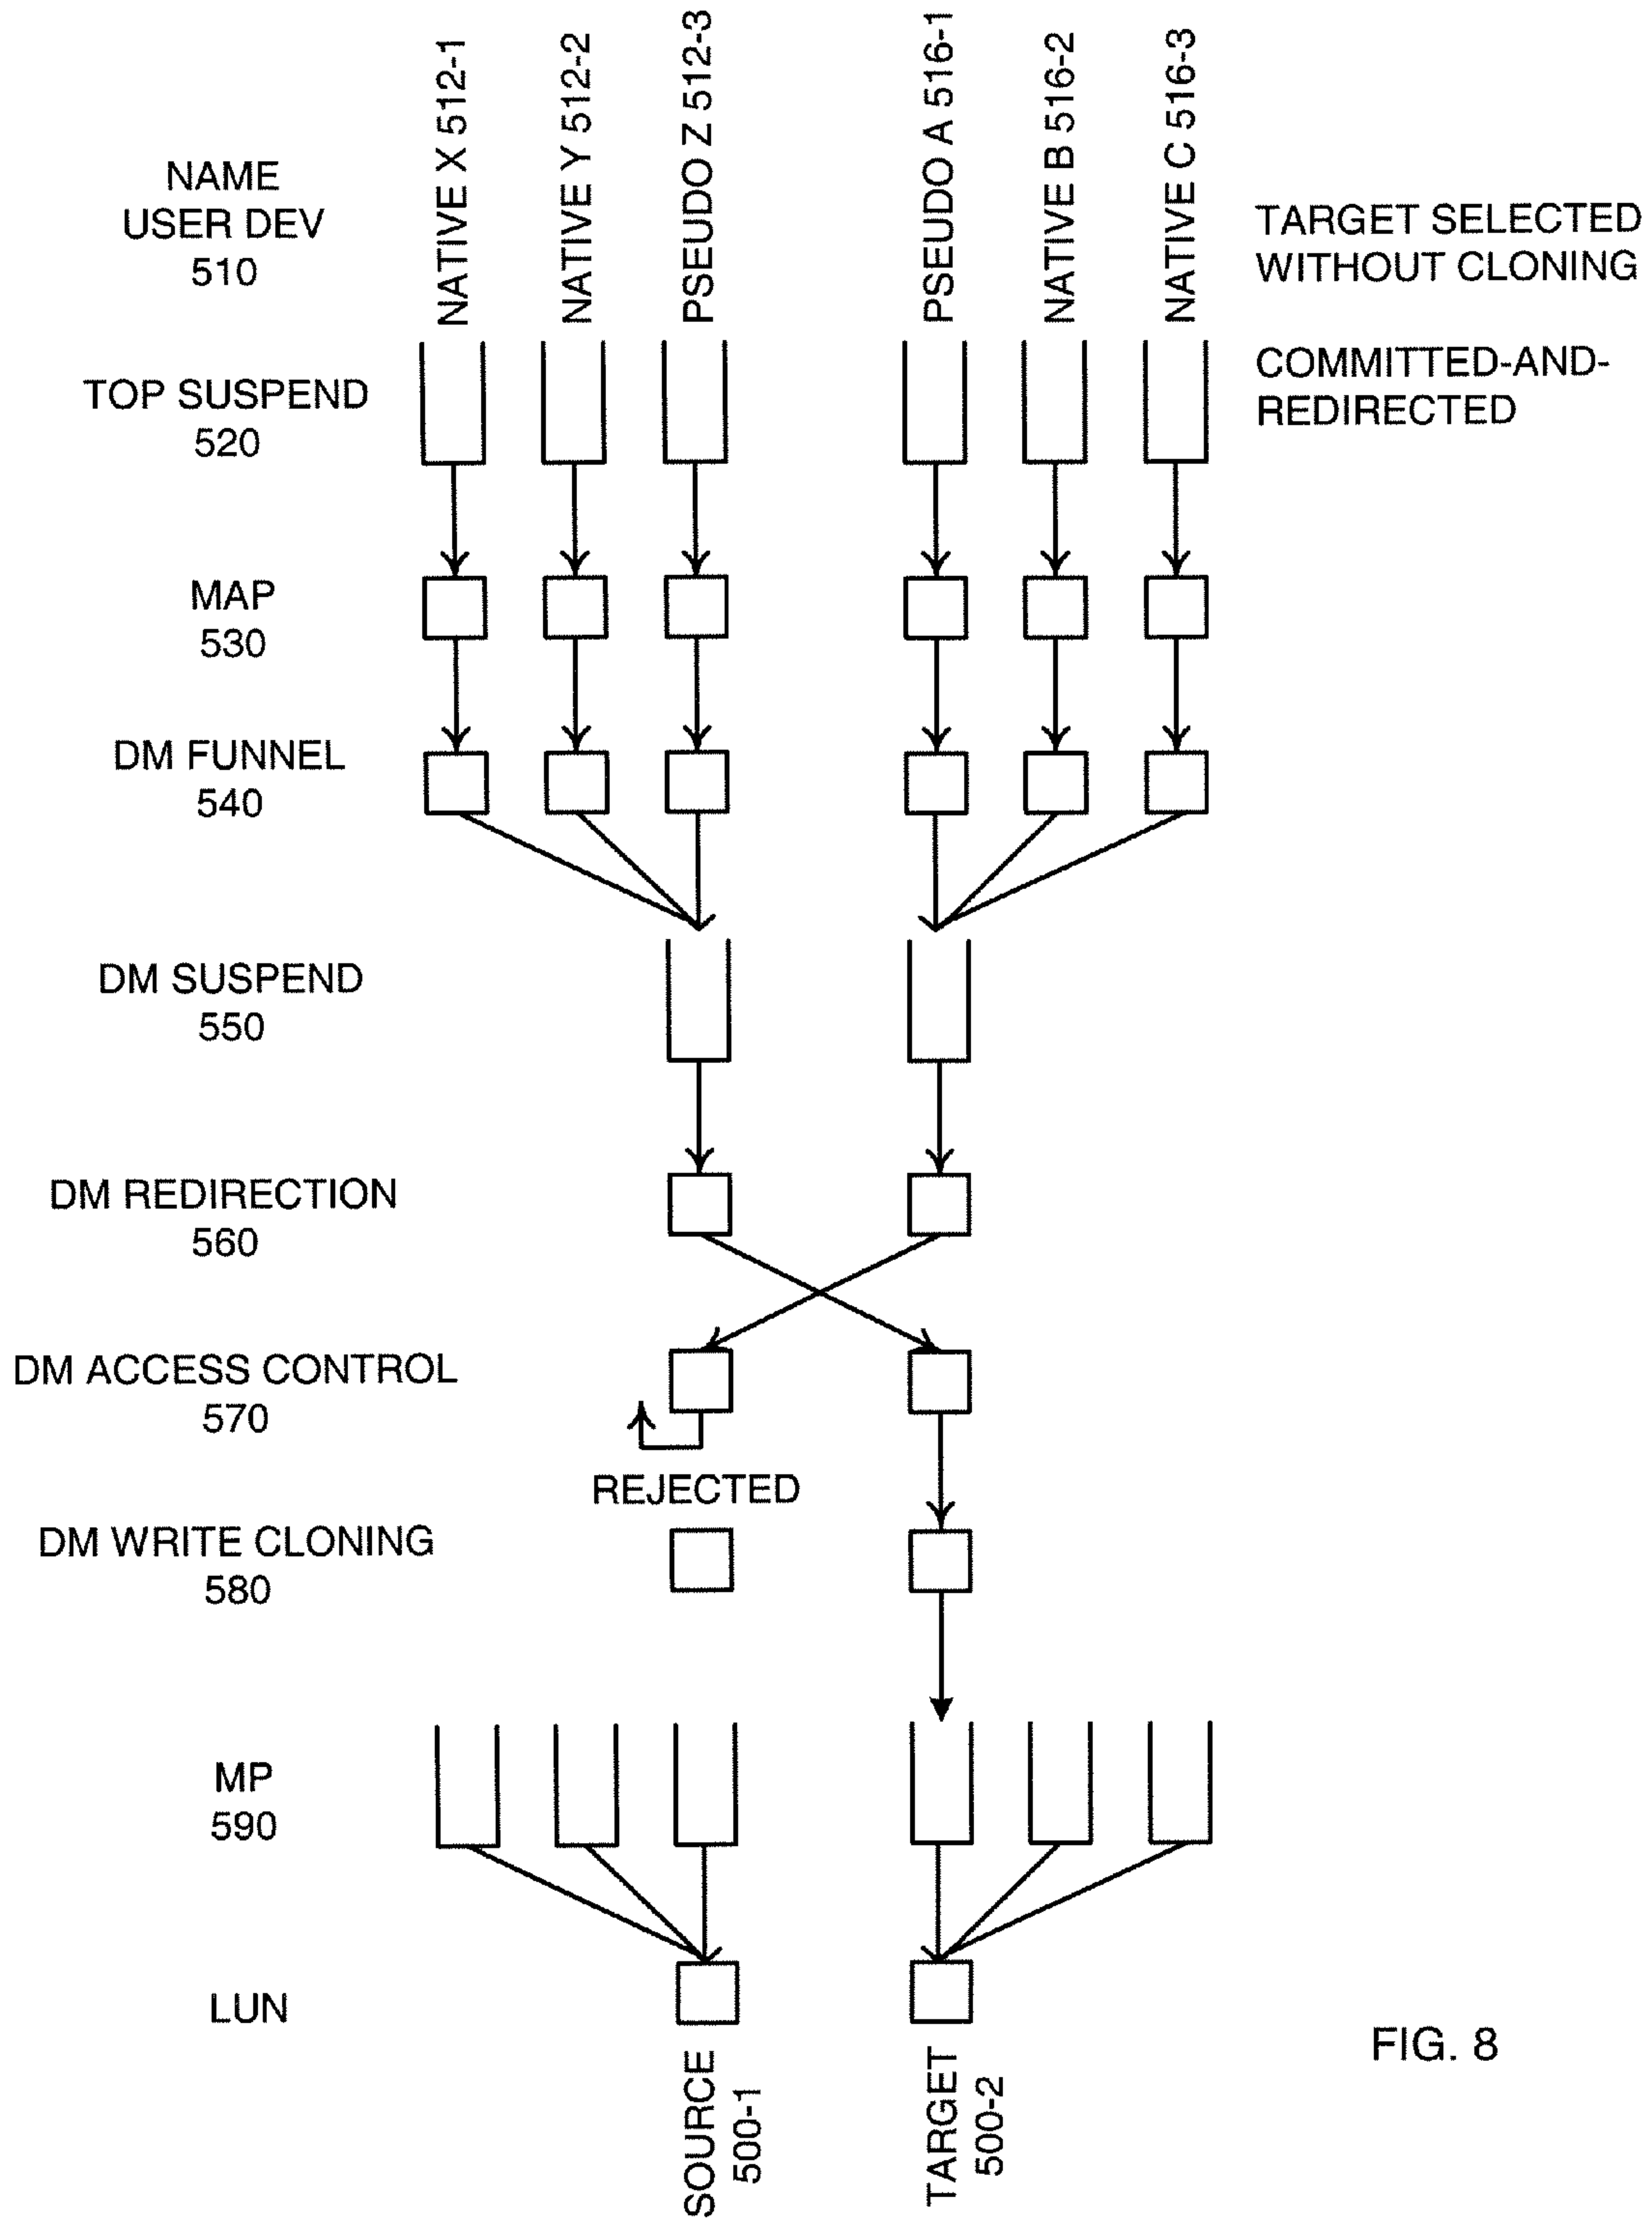 NAME
USER DEV
510
NATIVE X 512-1
NATIVE Y 512-2
PSEUDO Z 512-3
PSEUDO A 516-1
NATIVE B 516-2
NATIVE C 516-3
TARGET SELECTED
WITHOUT CLONING
COMMITTED-AND-
REDIRECTED
TOP SUSPEND
520
MAP
530
DM FUNNEL
540
DM SUSPEND
550
DM REDIRECTION
560
DM ACCESS CONTROL
570
REJECTED
DM WRITE CLONING
580
MP
590
LUN
SOURCE
500-1
TARGET
500-2
FIG. 8